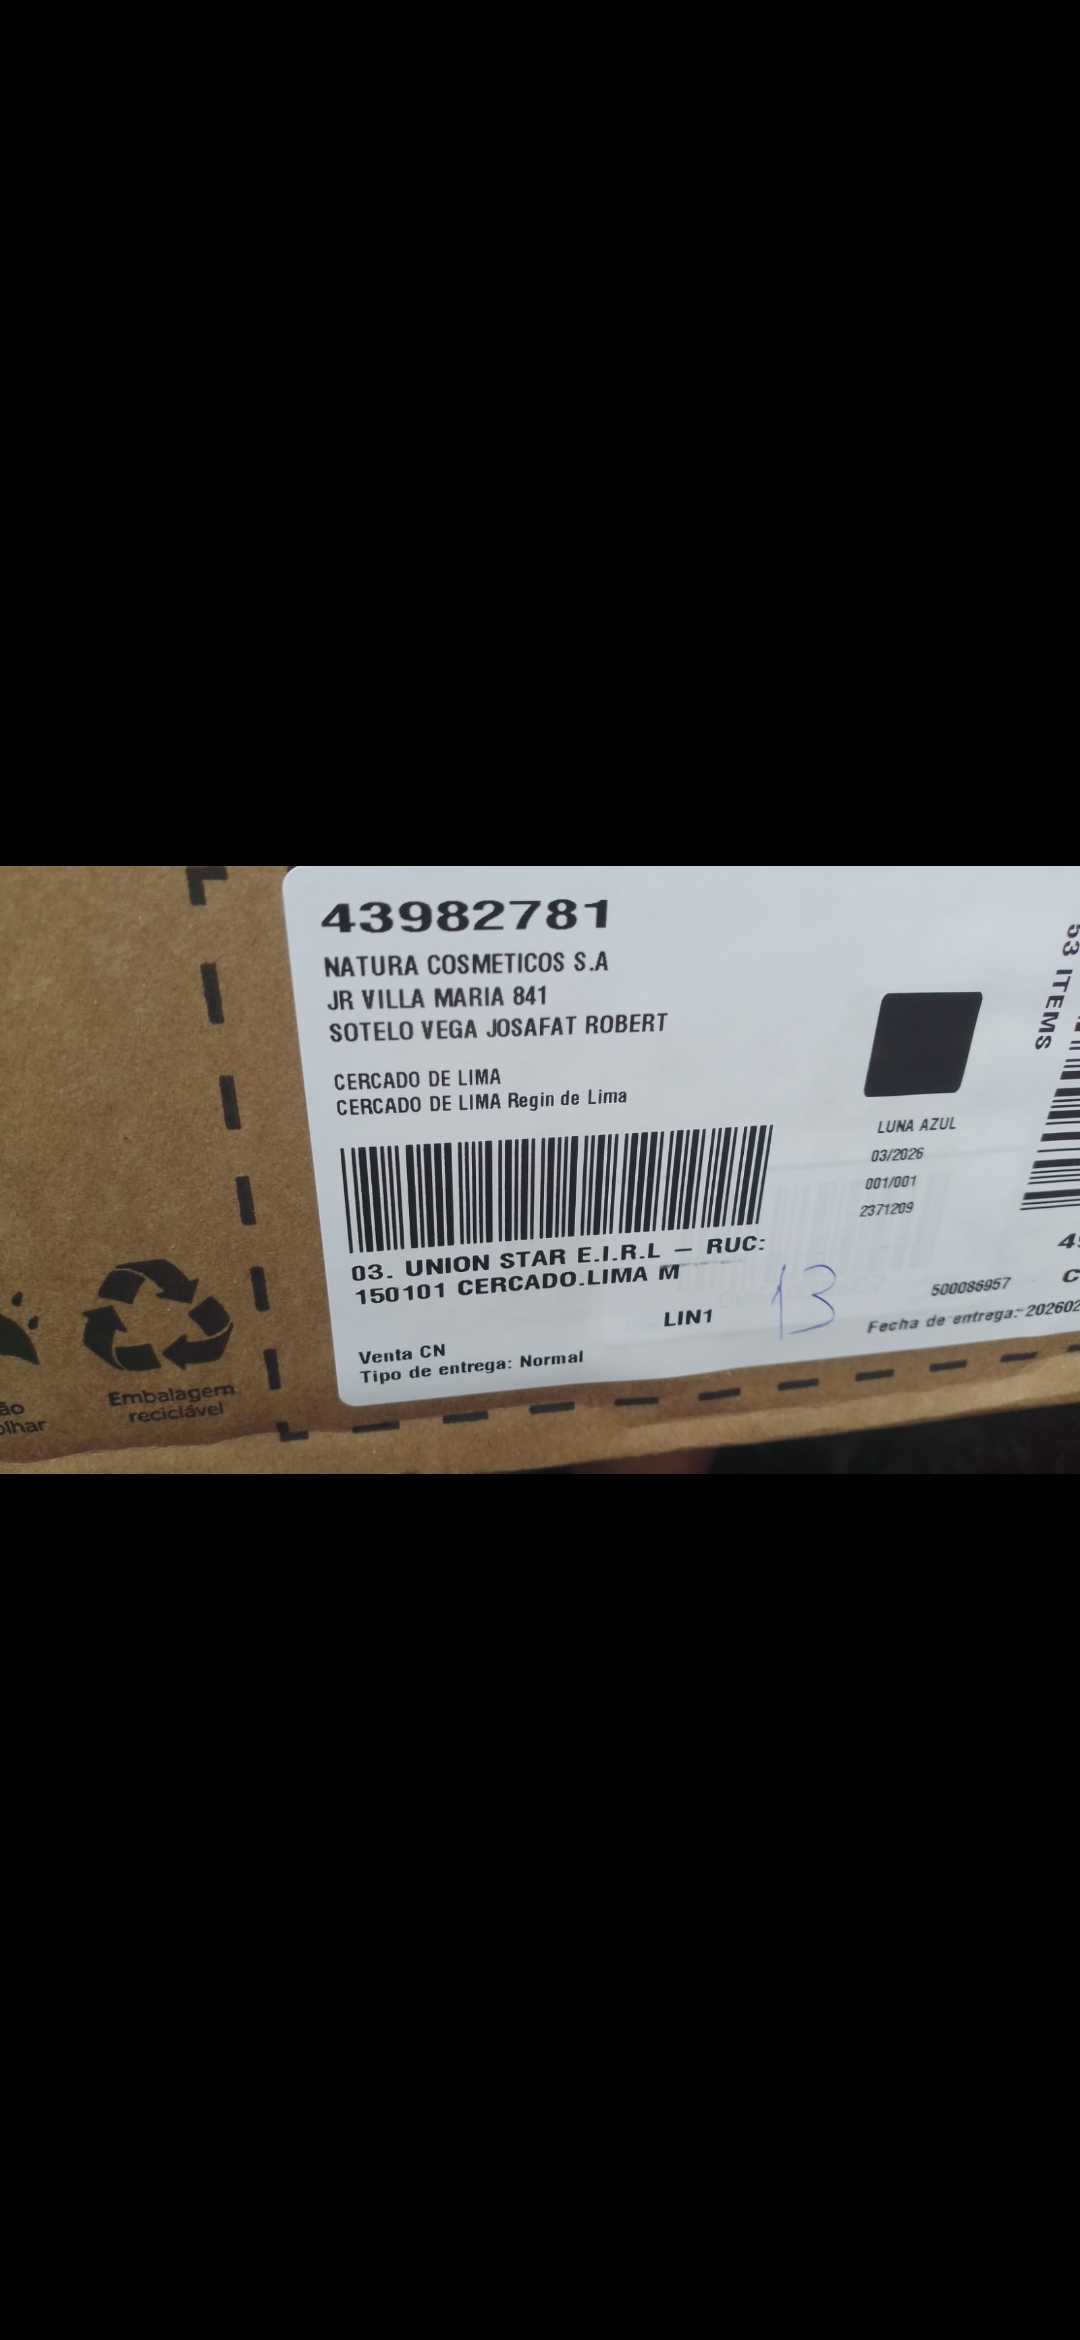 43982781
NATURA COSMETICOS S.A
JR VILLA MARIA 841
SOTELO VEGA JOSAFAT ROBERT
CERCADO DE LIMA
CERCADO DE LIMA Regin de Lima
03. UNION STAR E.I.R.L – RUC:
150101 CERCADO.LIMA M
LIN1
13
Venta CN
Tipo de entrega: Normal
LUNA AZUL
03/2026
001/001
2371209
500086957
Fecha de entrega: 202602
53 ITEMS
Embalagem
reciclável